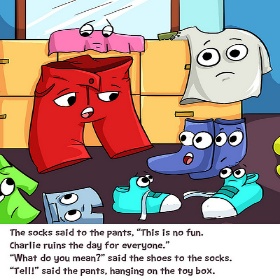 The socks said to the pants, "This is no fun.
Charlie ruins the day for everyone."
"What do you mean?" said the shoes to the socks.
"Tell!" said the pants, hanging on the toy box.